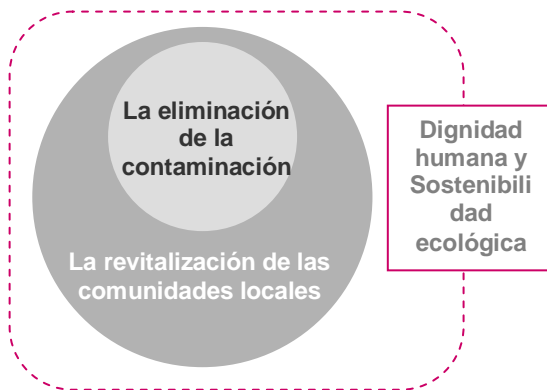 La eliminación
de la
contaminación
La revitalización de las
comunidades locales
Dignidad
humana y
Sostenibili
dad
ecológica